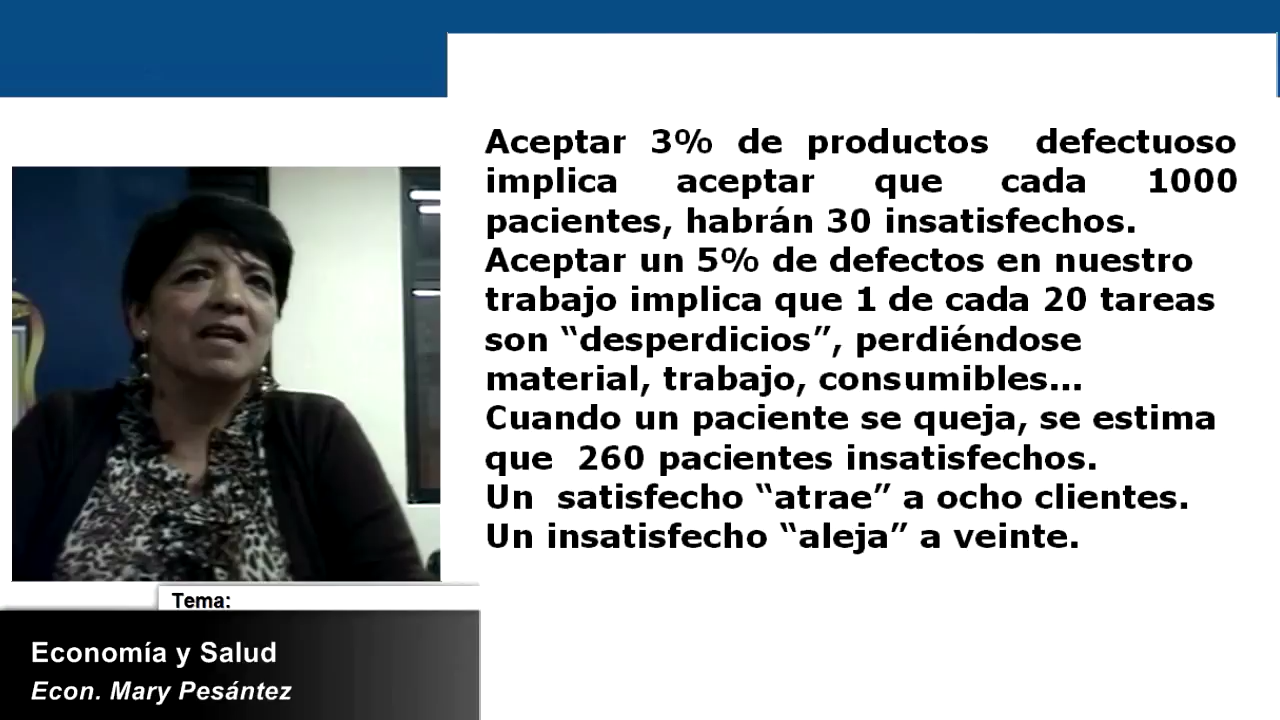 Aceptar 3% de productos defectuoso
implica aceptar que cada 1000
pacientes, habrán 30 insatisfechos.
Aceptar un 5% de defectos en nuestro
trabajo implica que 1 de cada 20 tareas
son “desperdicios”, perdiéndose
material, trabajo, consumibles...
Cuando un paciente se queja, se estima
que 260 pacientes insatisfechos.
Un satisfecho “atrae” a ocho clientes.
Un insatisfecho “aleja” a veinte.
Tema:
Economía y Salud
Econ. Mary Pesántez